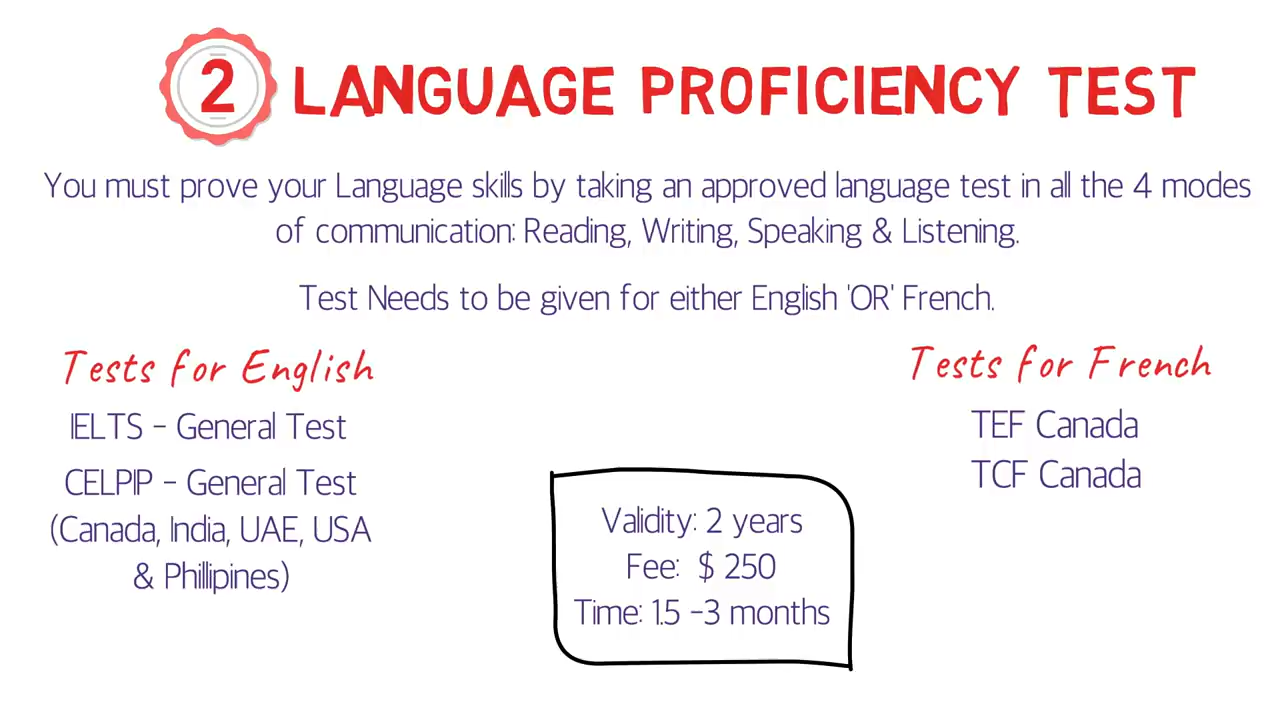 2 LANGUAGE PROFICIENCY TEST
You must prove your Language skills by taking an approved language test in all the 4 modes
of communication: Reading, Writing, Speaking & Listening.
Test Needs to be given for either English 'OR' French.
Tests for English
IELTS - General Test
CELPIP - General Test
(Canada, India, UAE, USA
& Phillipines)
Validity: 2 years
Fee: $ 250
Time: 1.5 -3 months
Tests for French
TEF Canada
TCF Canada